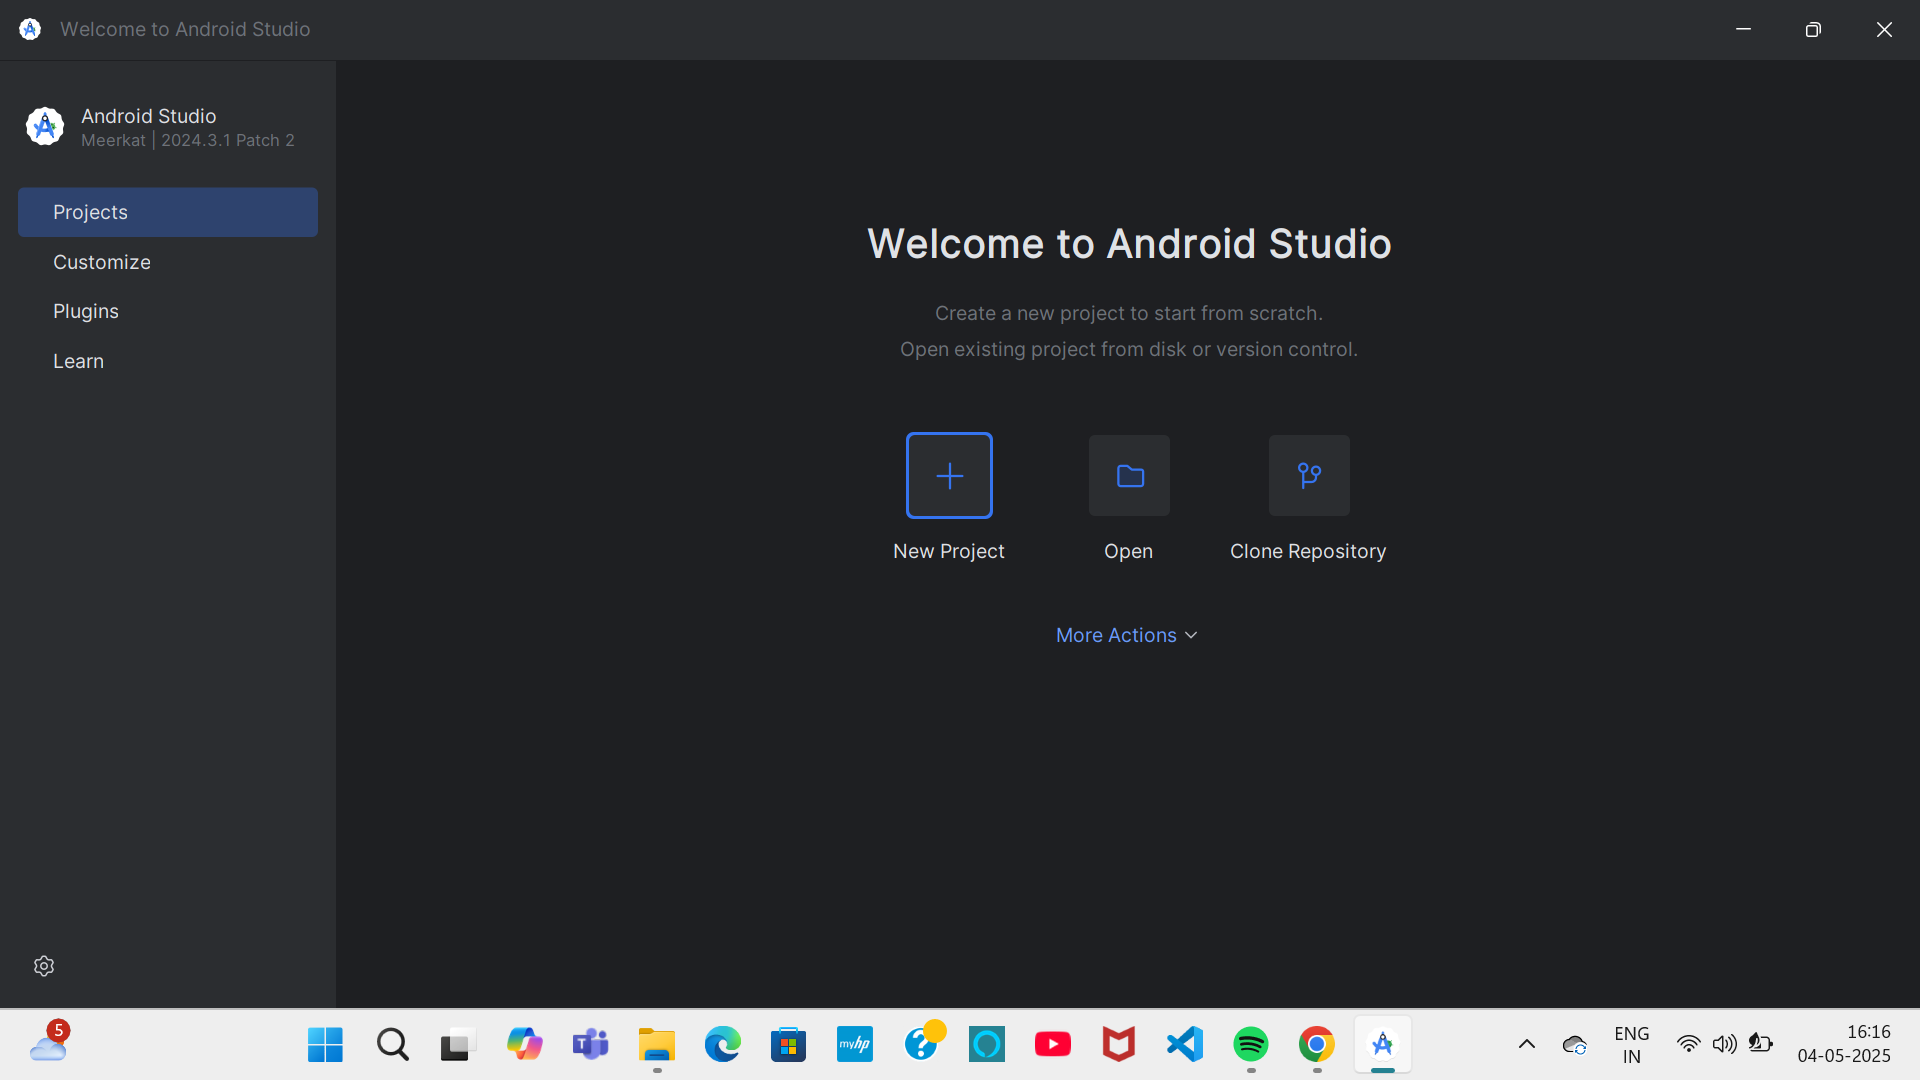 Welcome to Android Studio
Android Studio
Meerkat | 2024.3.1 Patch 2
Projects
Customize
Plugins
Learn
Welcome to Android Studio
Create a new project to start from scratch.
Open existing project from disk or version control.
New Project
Open
Clone Repository
More Actions
5
T
my hp
?
ENG
IN
16:16
04-05-2025